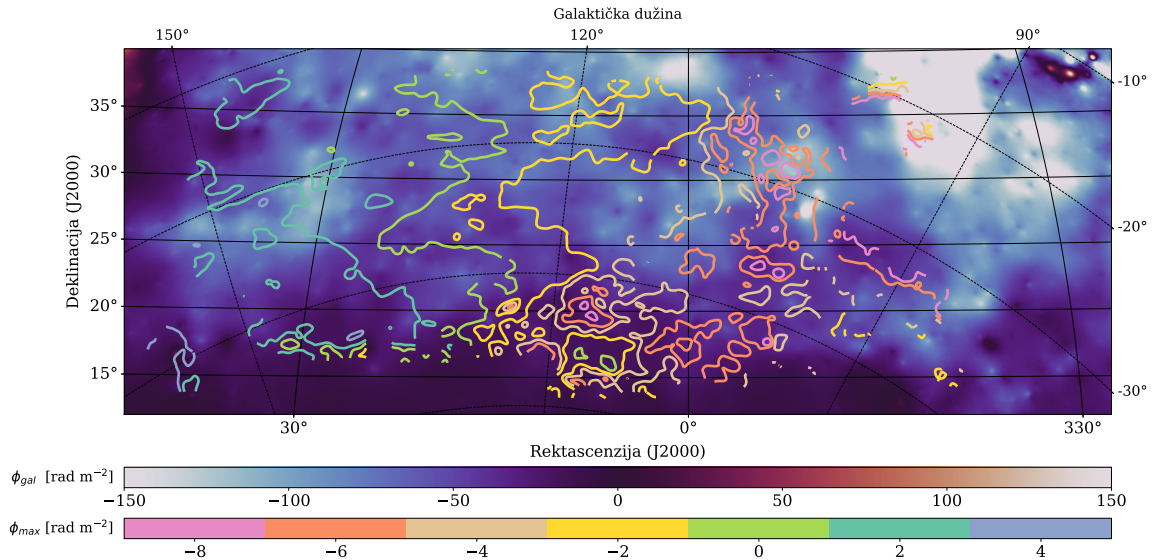 Galaktička dužina
150° 120° 90°
35° -10°
30°
25° -20°
20°
15° -30°
Deklinacija (J2000)
30° 0° 330°
Rektascenzija (J2000)
ϕgal [rad m−2]
−150 −100 −50 0 50 100 150
ϕmax [rad m−2]
−8 −6 −4 −2 0 2 4